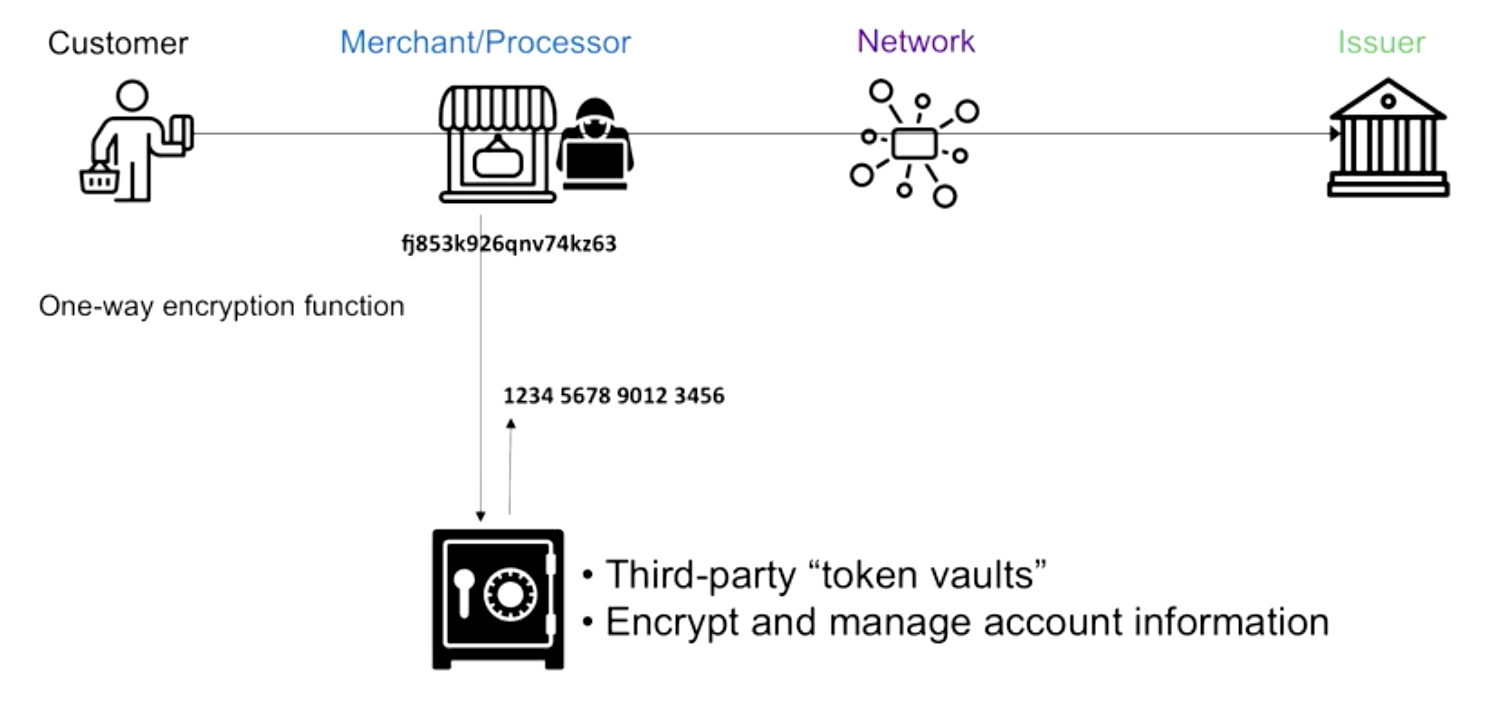 Customer
Merchant/Processor
Network
Issuer
fj853k926qnv74kz63
One-way encryption function
1234 5678 9012 3456
• Third-party “token vaults”
• Encrypt and manage account information